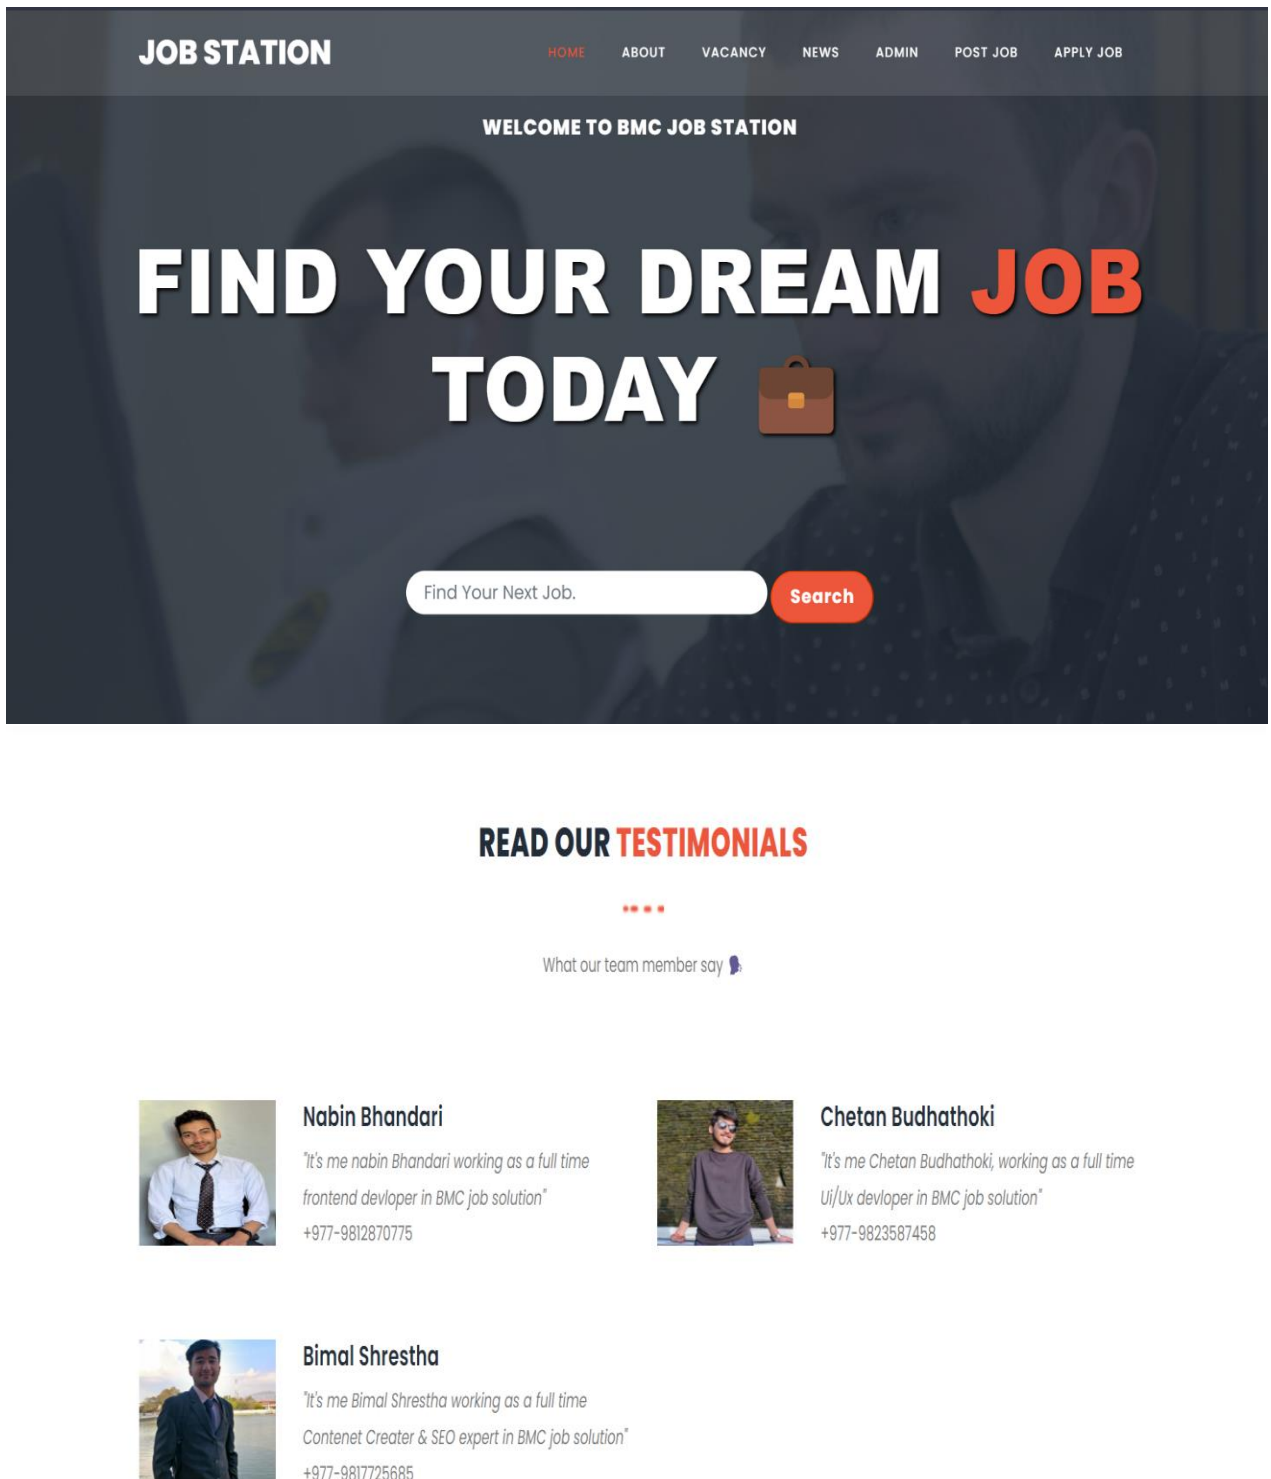 JOB STATION
HOME ABOUT VACANCY NEWS ADMIN POST JOB APPLY JOB
WELCOME TO BMC JOB STATION
FIND YOUR DREAM JOB
TODAY
Find Your Next Job.
Search
READ OUR TESTIMONIALS
What our team member say
Nabin Bhandari
"It's me nabin Bhandari working as a full time
frontend devloper in BMC job solution"
+977-9812870775
Chetan Budhathoki
"It's me Chetan Budhathoki, working as a full time
Ui/Ux devloper in BMC job solution"
+977-9823587458
Bimal Shrestha
"It's me Bimal Shrestha working as a full time
Contenet Creater & SEO expert in BMC job solution"
+977-9817725685